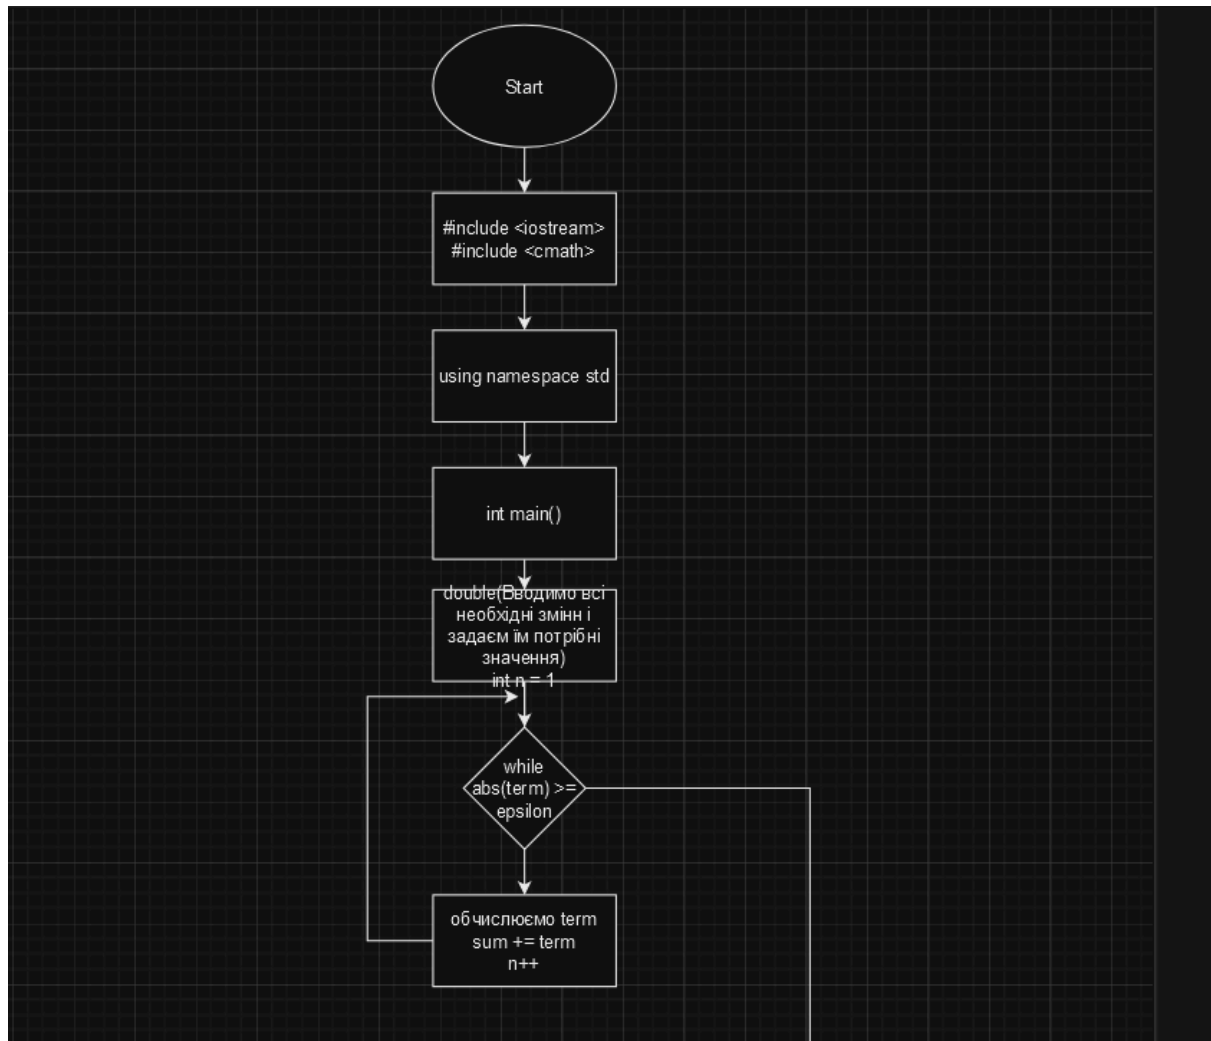 Start
#include <iostream>
#include <cmath>
using namespace std
int main()
double(Вводимо всі
необхідні змінн і
задаєм їм потрібні
значення)
int n = 1
while
abs(term) >=
epsilon
обчислюємо term
sum += term
n++